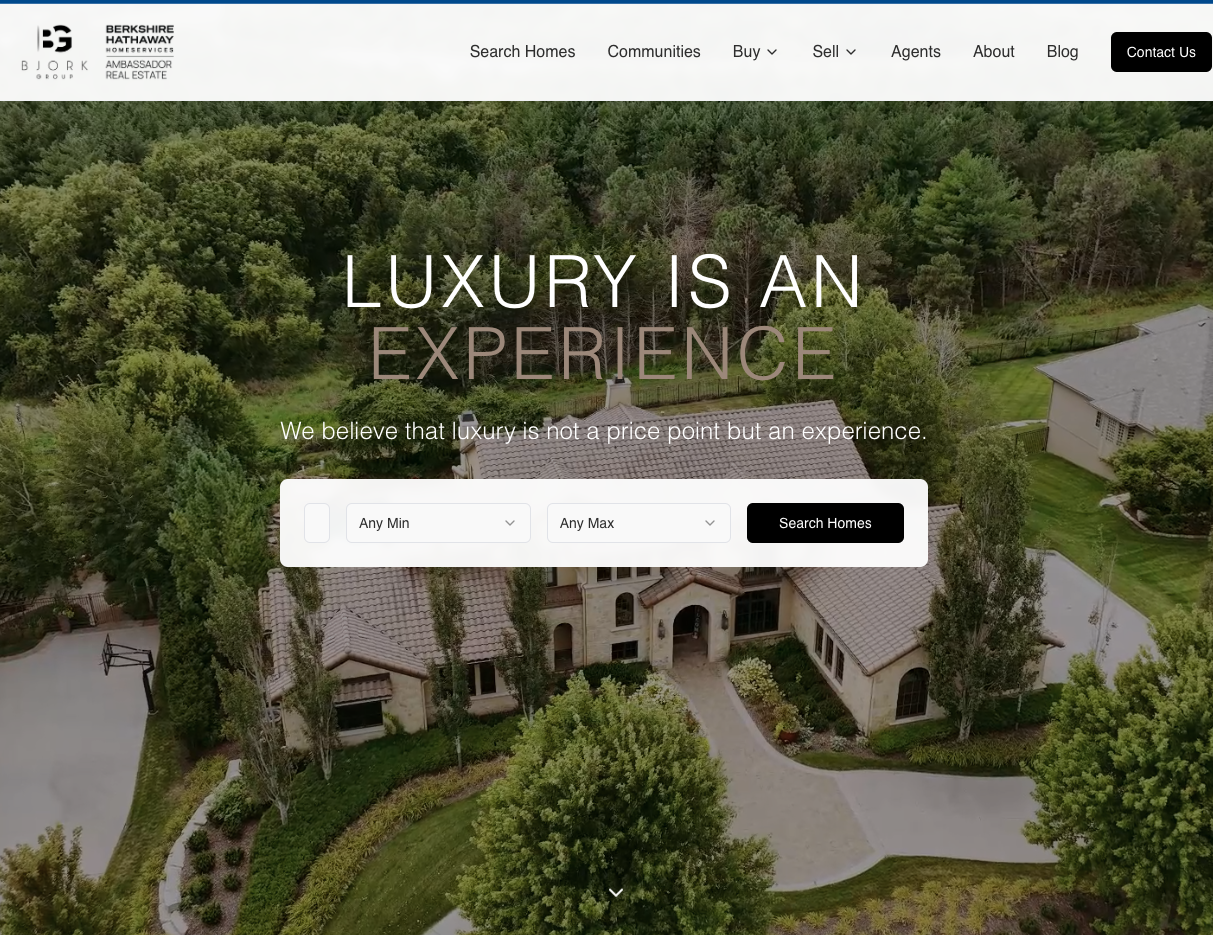 BG
BJORK
GROUP
BERKSHIRE
HATHAWAY
HOMESERVICES
AMBASSADOR
REAL ESTATE
Search Homes
Communities
Buy
Sell
Agents
About
Blog
Contact Us
LUXURY IS AN
EXPERIENCE
We believe that luxury is not a price point but an experience.
Any Min
Any Max
Search Homes